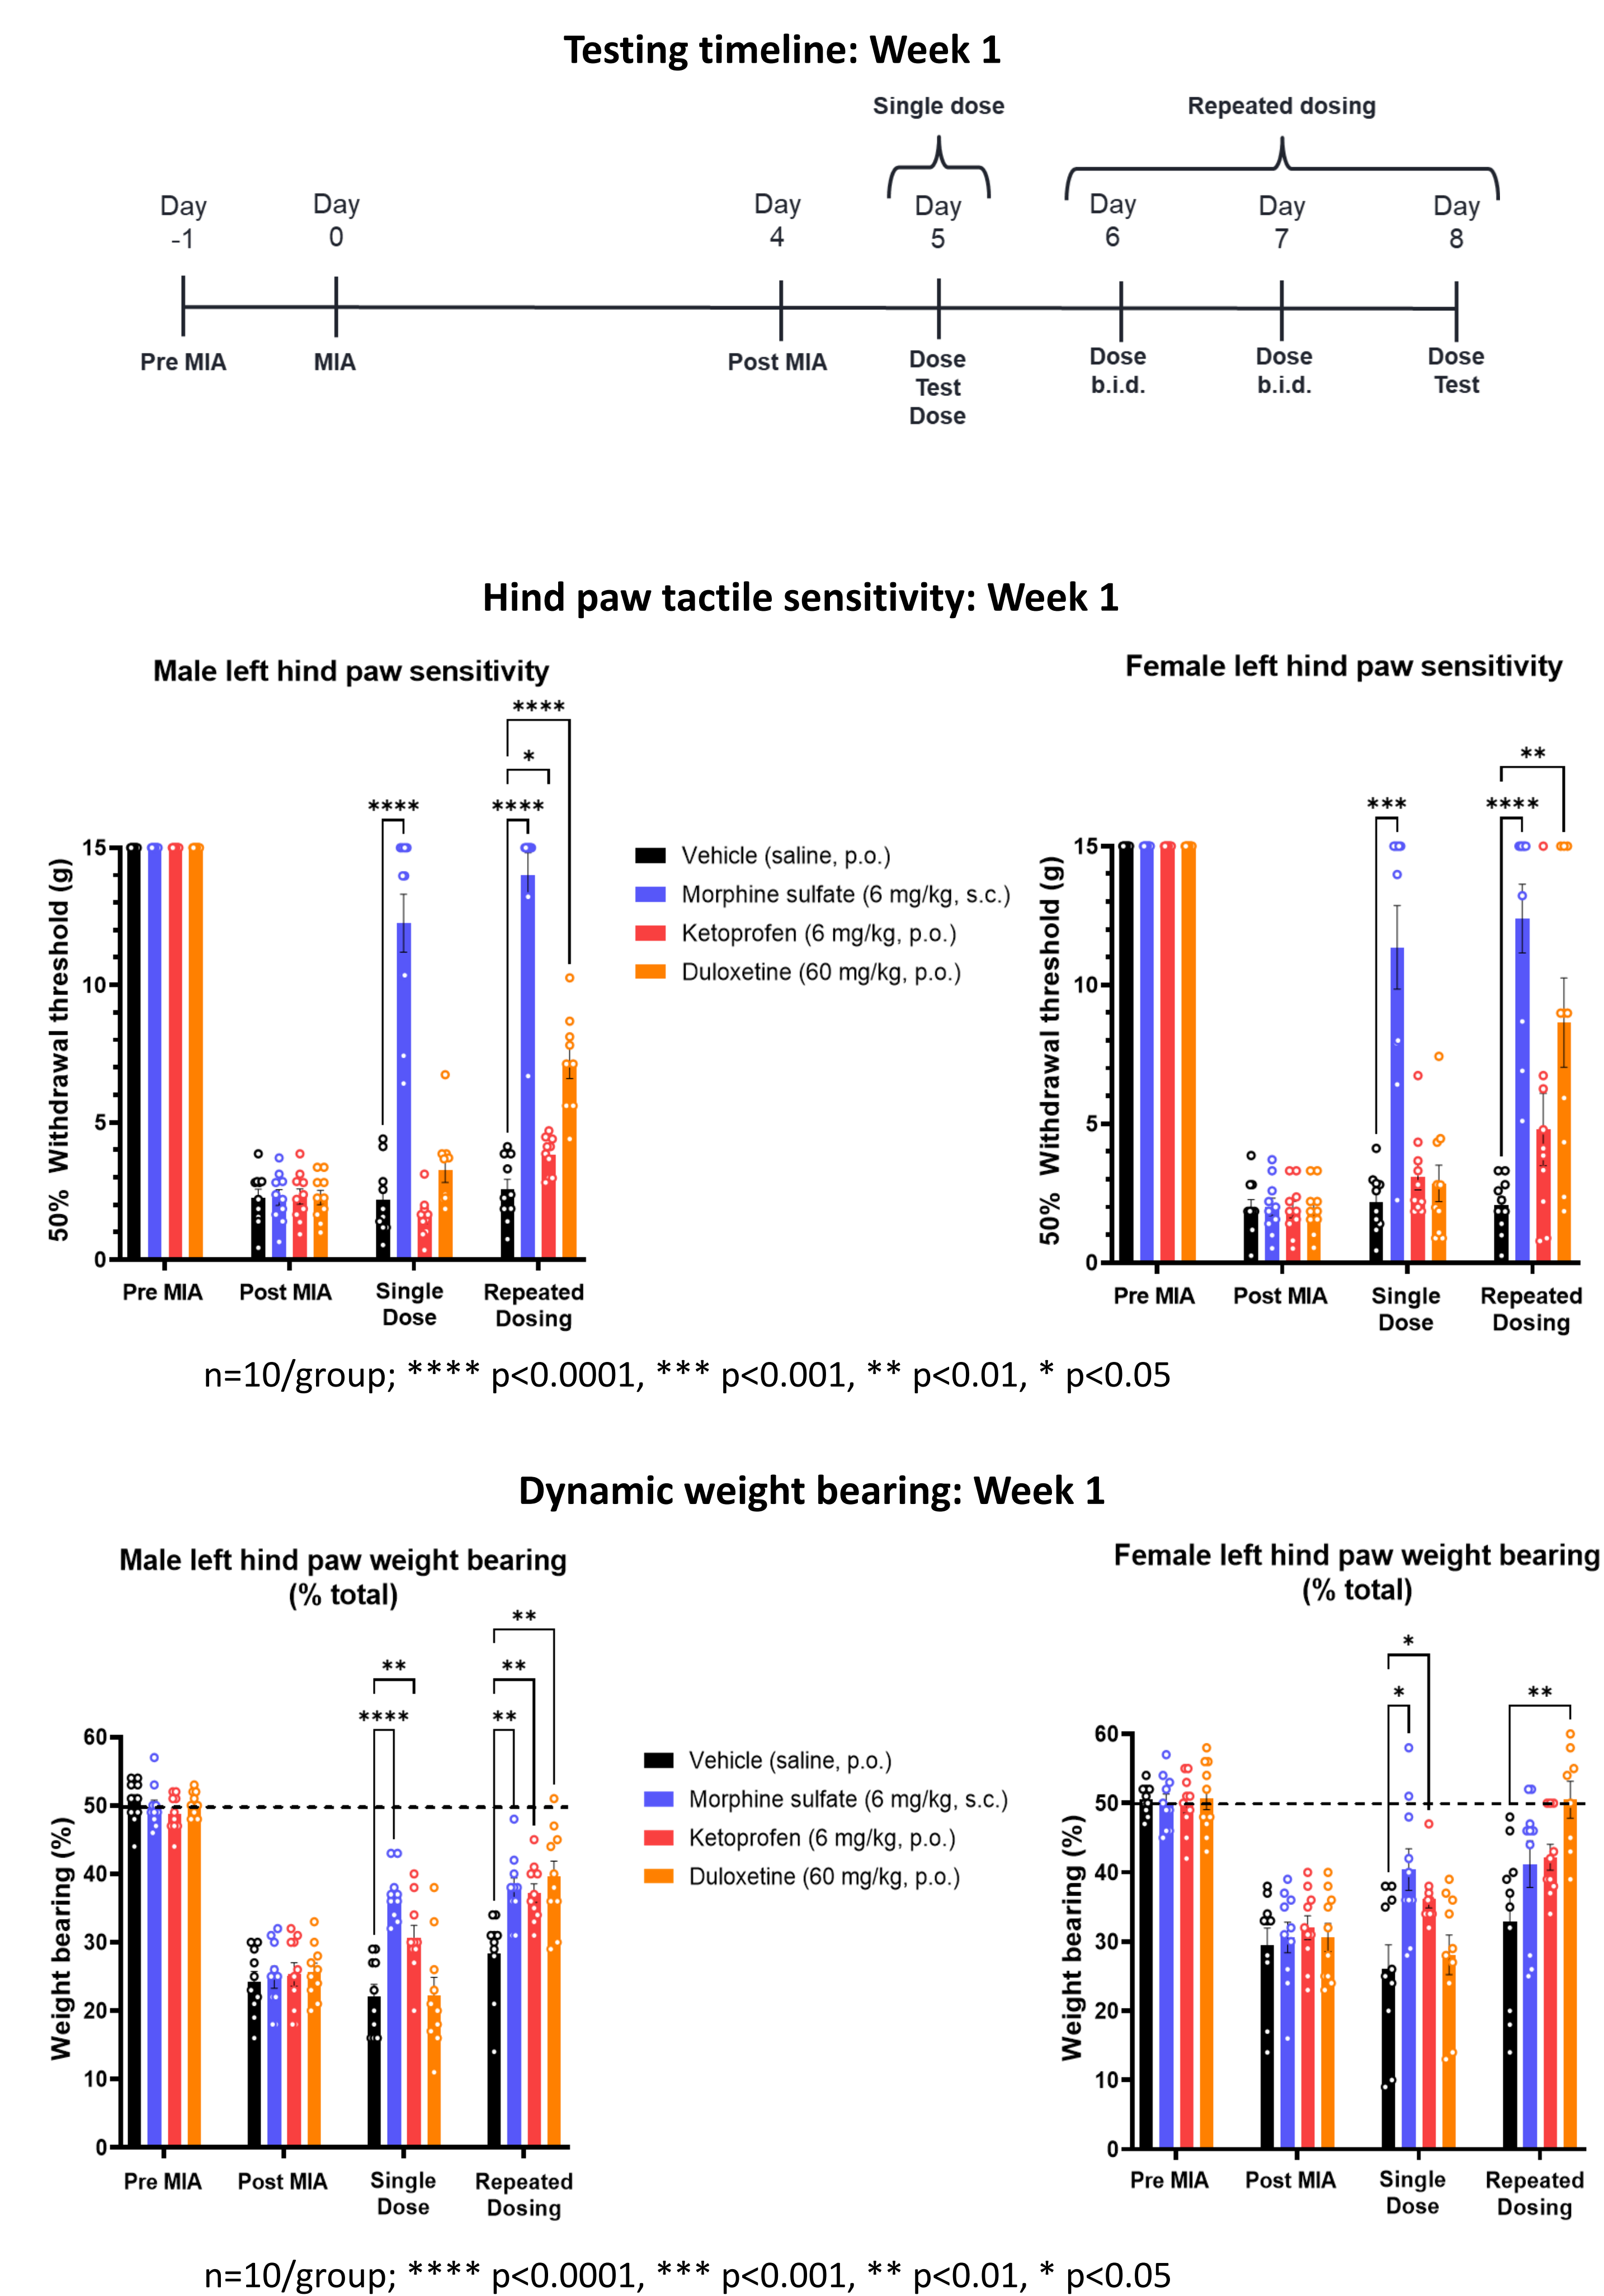 Testing timeline: Week 1
Single dose
Repeated dosing
Day -1
Day 0
Day 4
Day 5
Day 6
Day 7
Day 8
Pre MIA
MIA
Post MIA
Dose
Test
Dose
Dose
b.i.d.
Dose
b.i.d.
Dose
Test
Hind paw tactile sensitivity: Week 1
Male left hind paw sensitivity
****
*
****
****
15
10
5
0
50% Withdrawal threshold (g)
Pre MIA
Post MIA
Single
Dose
Repeated
Dosing
Vehicle (saline, p.o.)
Morphine sulfate (6 mg/kg, s.c.)
Ketoprofen (6 mg/kg, p.o.)
Duloxetine (60 mg/kg, p.o.)
Female left hind paw sensitivity
**
***
****
15
10
5
0
50% Withdrawal threshold (g)
Pre MIA
Post MIA
Single
Dose
Repeated
Dosing
n=10/group; **** p<0.0001, *** p<0.001, ** p<0.01, * p<0.05
Dynamic weight bearing: Week 1
Male left hind paw weight bearing
(% total)
**
**
**
****
**
60
50
40
30
20
10
0
Weight bearing (%)
Pre MIA
Post MIA
Single
Dose
Repeated
Dosing
Vehicle (saline, p.o.)
Morphine sulfate (6 mg/kg, s.c.)
Ketoprofen (6 mg/kg, p.o.)
Duloxetine (60 mg/kg, p.o.)
Female left hind paw weight bearing
(% total)
*
*
**
60
50
40
30
20
10
0
Weight bearing (%)
Pre MIA
Post MIA
Single
Dose
Repeated
Dosing
n=10/group; **** p<0.0001, *** p<0.001, ** p<0.01, * p<0.05